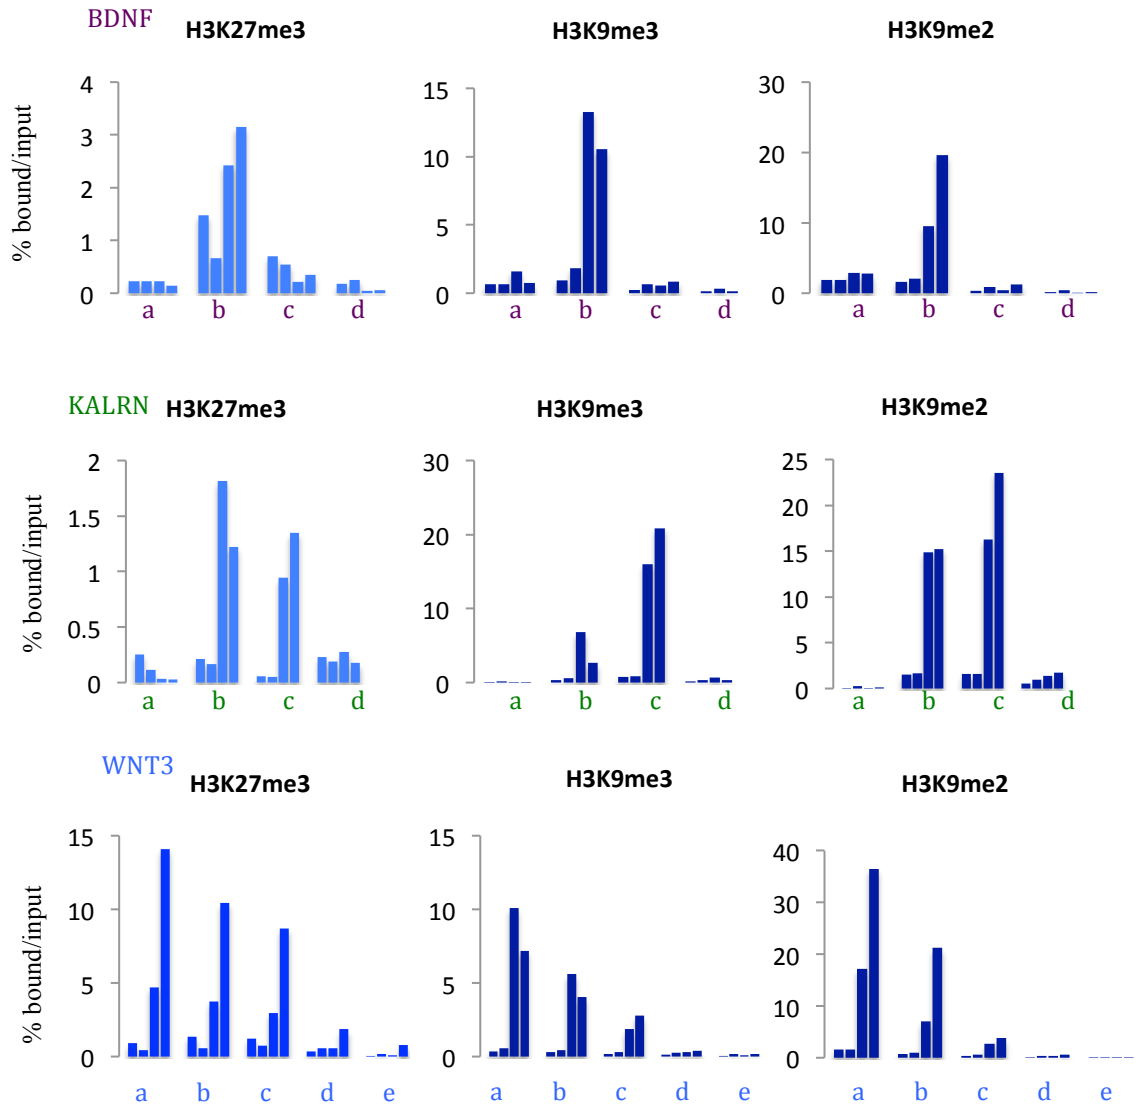 BDNF
H3K27me3 H3K9me3 H3K9me2
% bound/input
4 3 2 1 0
15 10 5 0
30 20 10 0
a b c d a b c d a b c d
KALRN
H3K27me3 H3K9me3 H3K9me2
% bound/input
2 1.5 1 0.5 0
30 20 10 0
25 20 15 10 5 0
a b c d a b c d a b c d
WNT3
H3K27me3 H3K9me3 H3K9me2
% bound/input
15 10 5 0
15 10 5 0
40 30 20 10 0
a b c d e a b c d e a b c d e